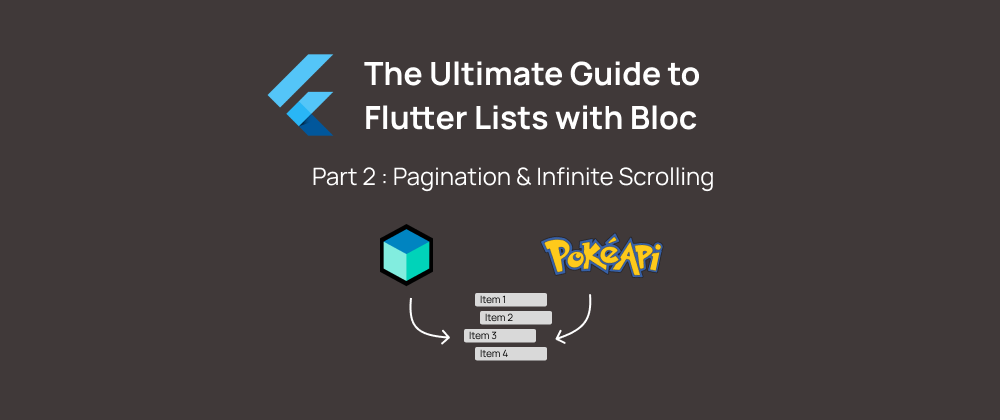 The Ultimate Guide to
Flutter Lists with Bloc
Part 2 : Pagination & Infinite Scrolling
PokéAPI
Item 1
Item 2
Item 3
Item 4